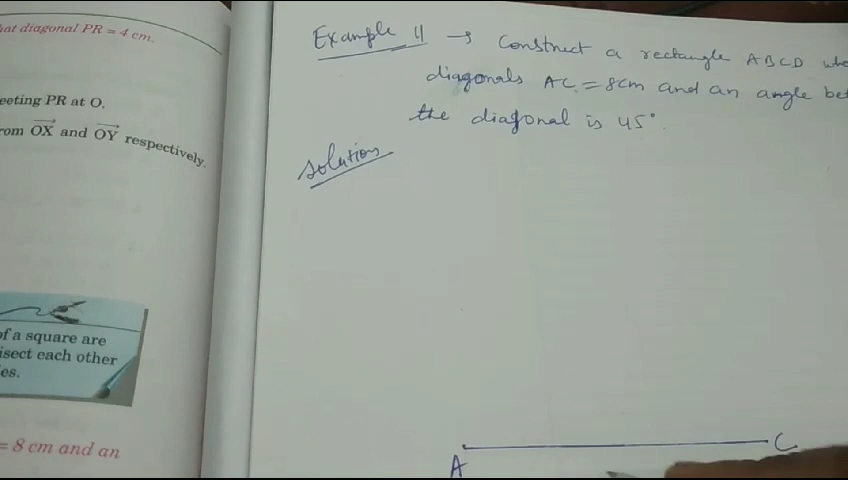 hat diagonal PR = 4 cm.
eeting PR at O.
rom OX and OY respectively.
of a square are
isect each other
es.
= 8 cm and an
Example 11 → Construct a rectangle ABCD
diagonals AC = 8cm and an angle
the diagonal is 45°.
Solution
A
C